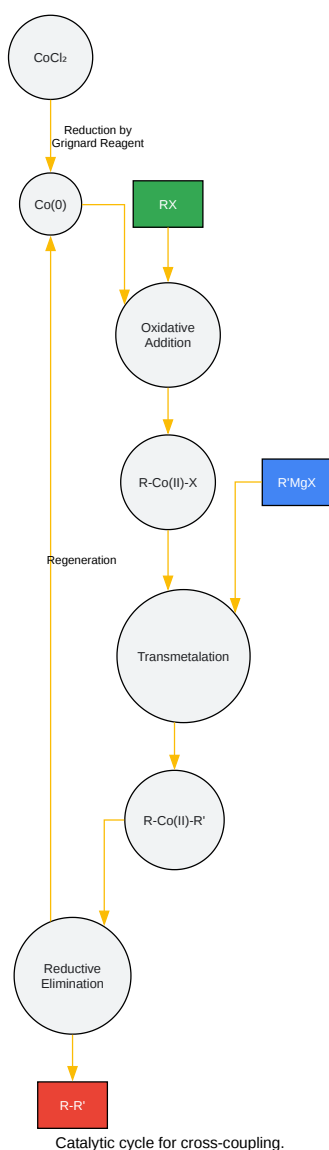 CoCl₂
Reduction by
Grignard Reagent
Co(0)
RX
Oxidative
Addition
R-Co(II)-X
R'MgX
Regeneration
Transmetalation
R-Co(II)-R'
Reductive
Elimination
R-R'
Catalytic cycle for cross-coupling.